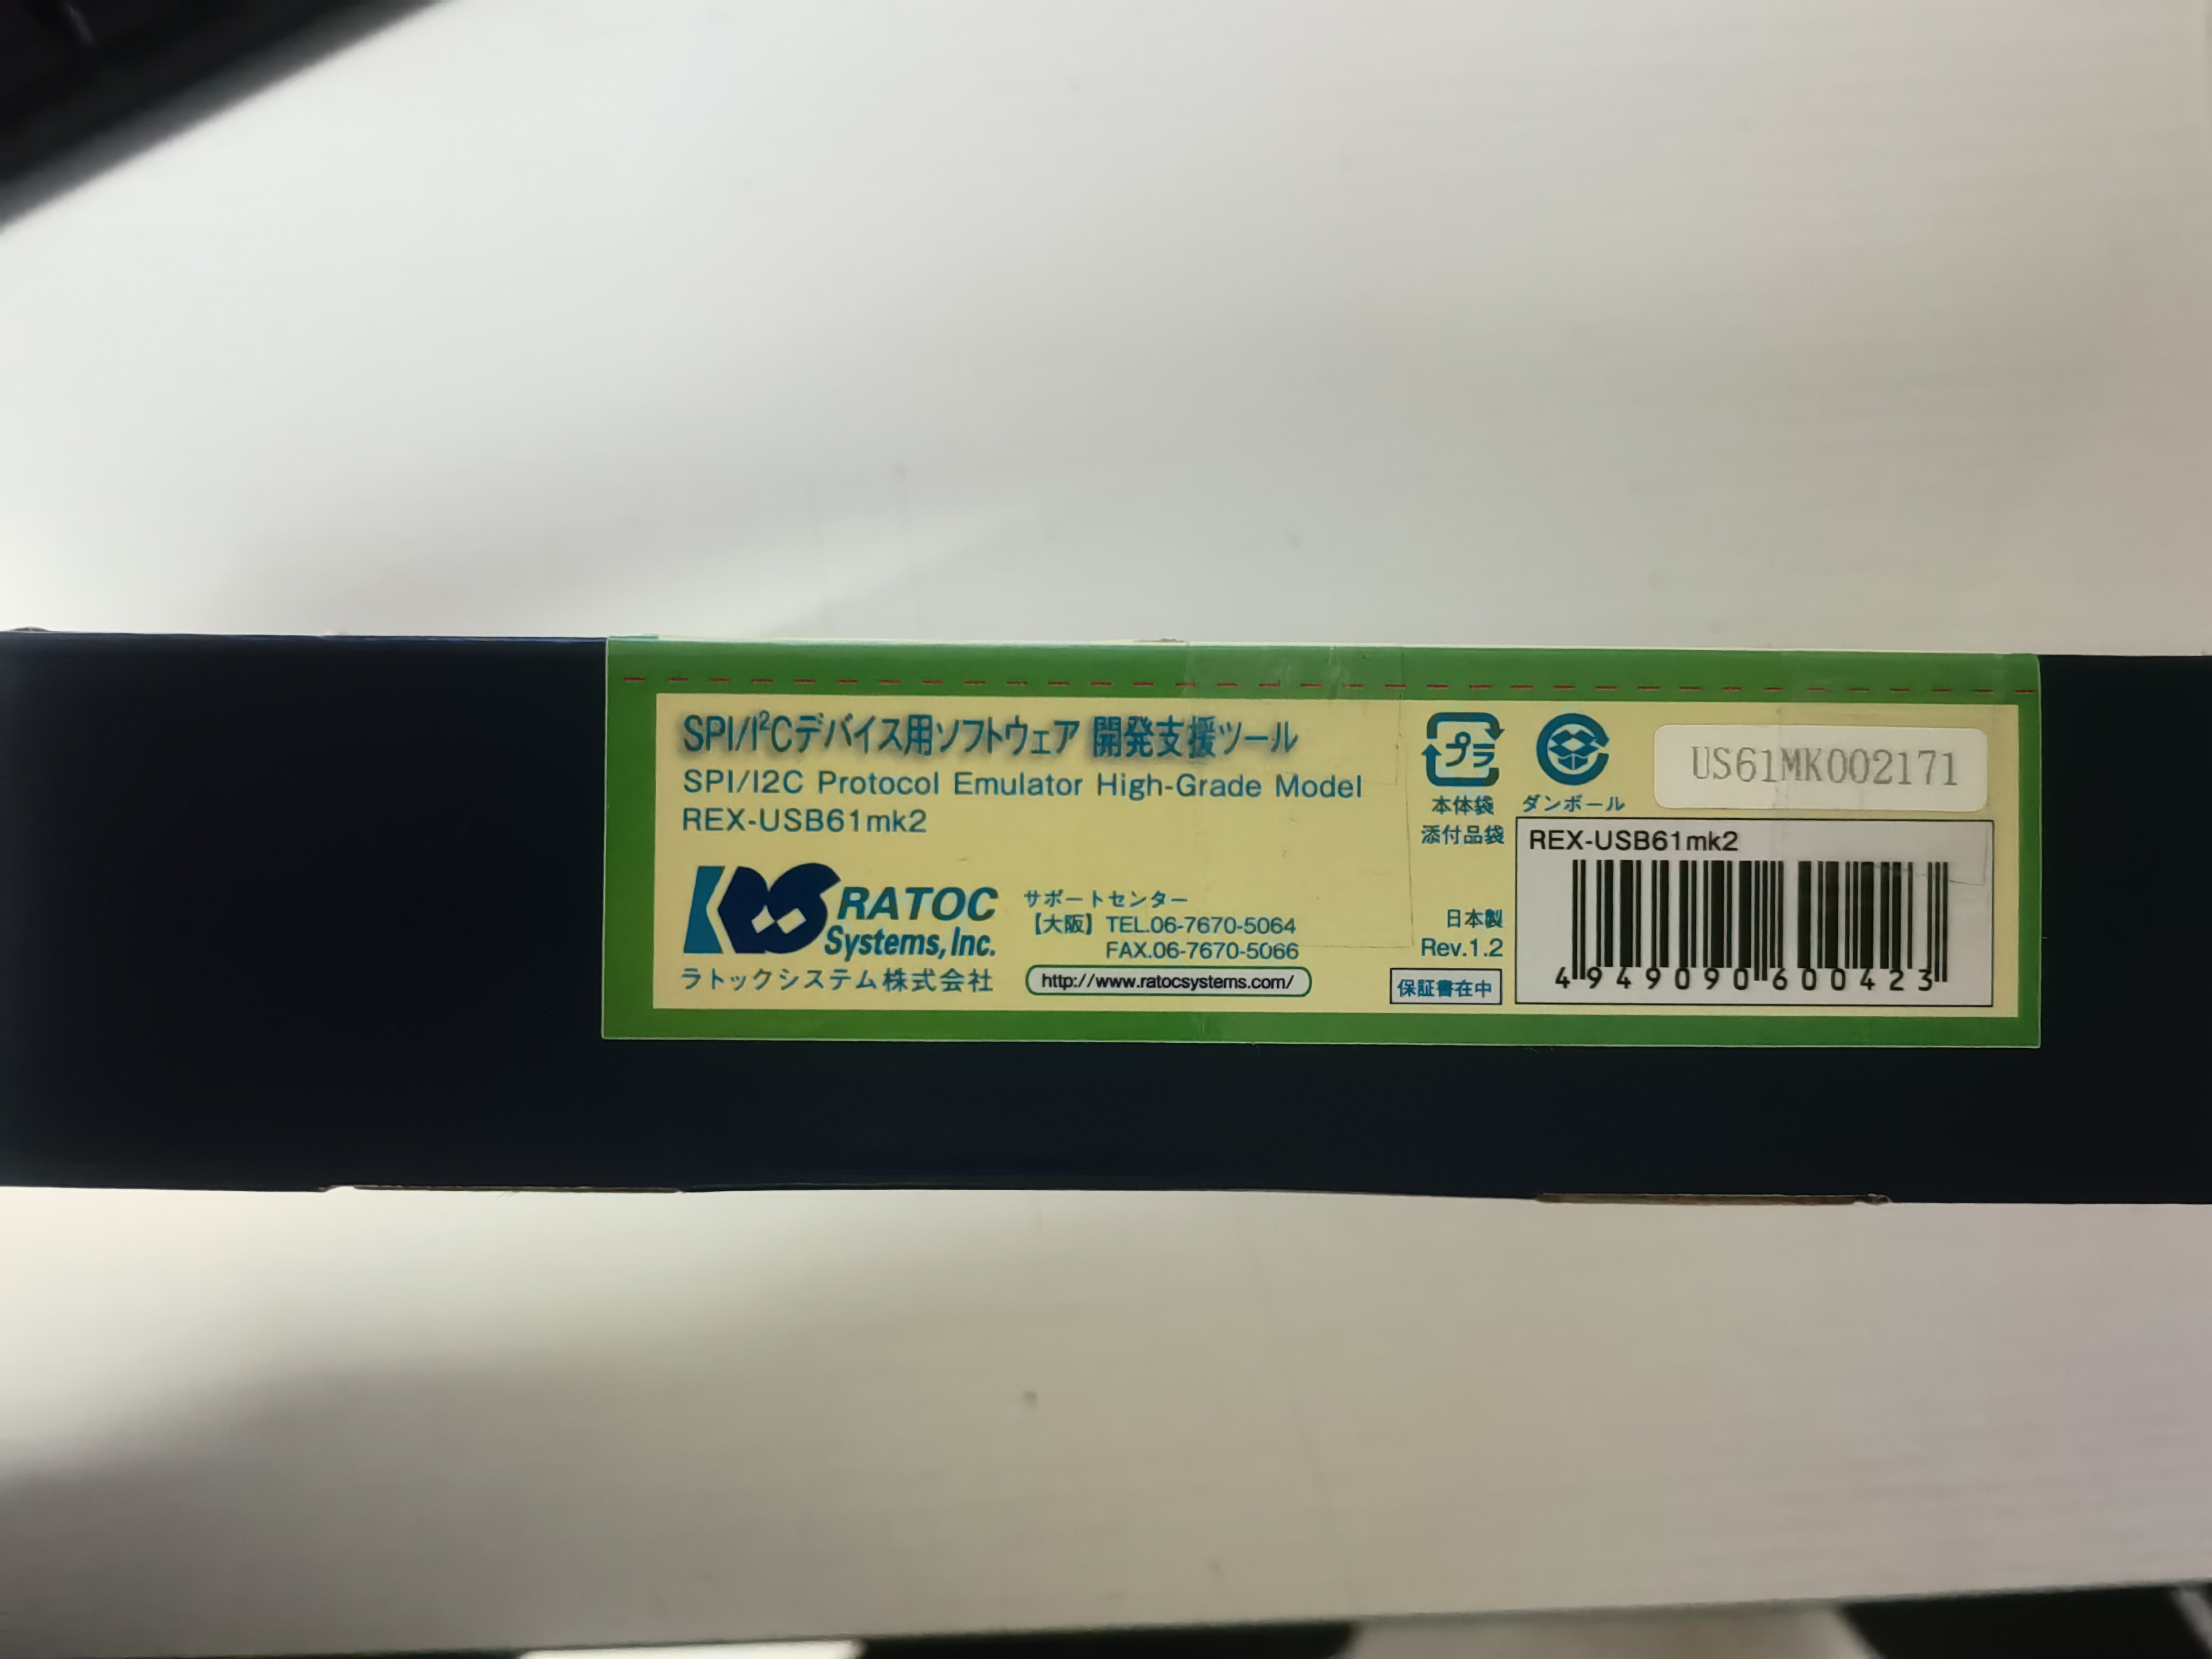 SPI/I²Cデバイス用ソフトウェア 開発支援ツール
SPI/I2C Protocol Emulator High-Grade Model
REX-USB61mk2
RATOC
Systems,Inc.
ラトックシステム株式会社
サポートセンター
【大阪】TEL.06-7670-5064
FAX.06-7670-5066
http://www.ratocsystems.com/
プラ
本体袋
添付品袋
ダンボール
日本製
Rev.1.2
保証書在中
US61MK002171
REX-USB61mk2
4949090600423